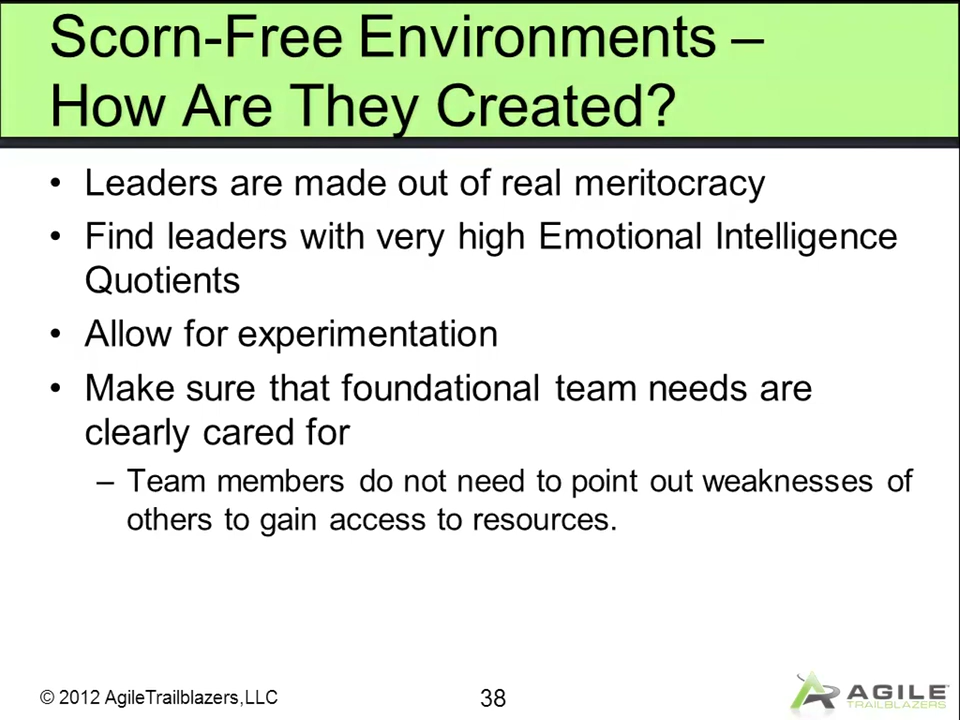 Scorn-Free Environments –
How Are They Created?
• Leaders are made out of real meritocracy
• Find leaders with very high Emotional Intelligence
Quotients
• Allow for experimentation
• Make sure that foundational team needs are
clearly cared for
– Team members do not need to point out weaknesses of
others to gain access to resources.
© 2012 AgileTrailblazers,LLC
38
AGILE
TRAILBLAZERS